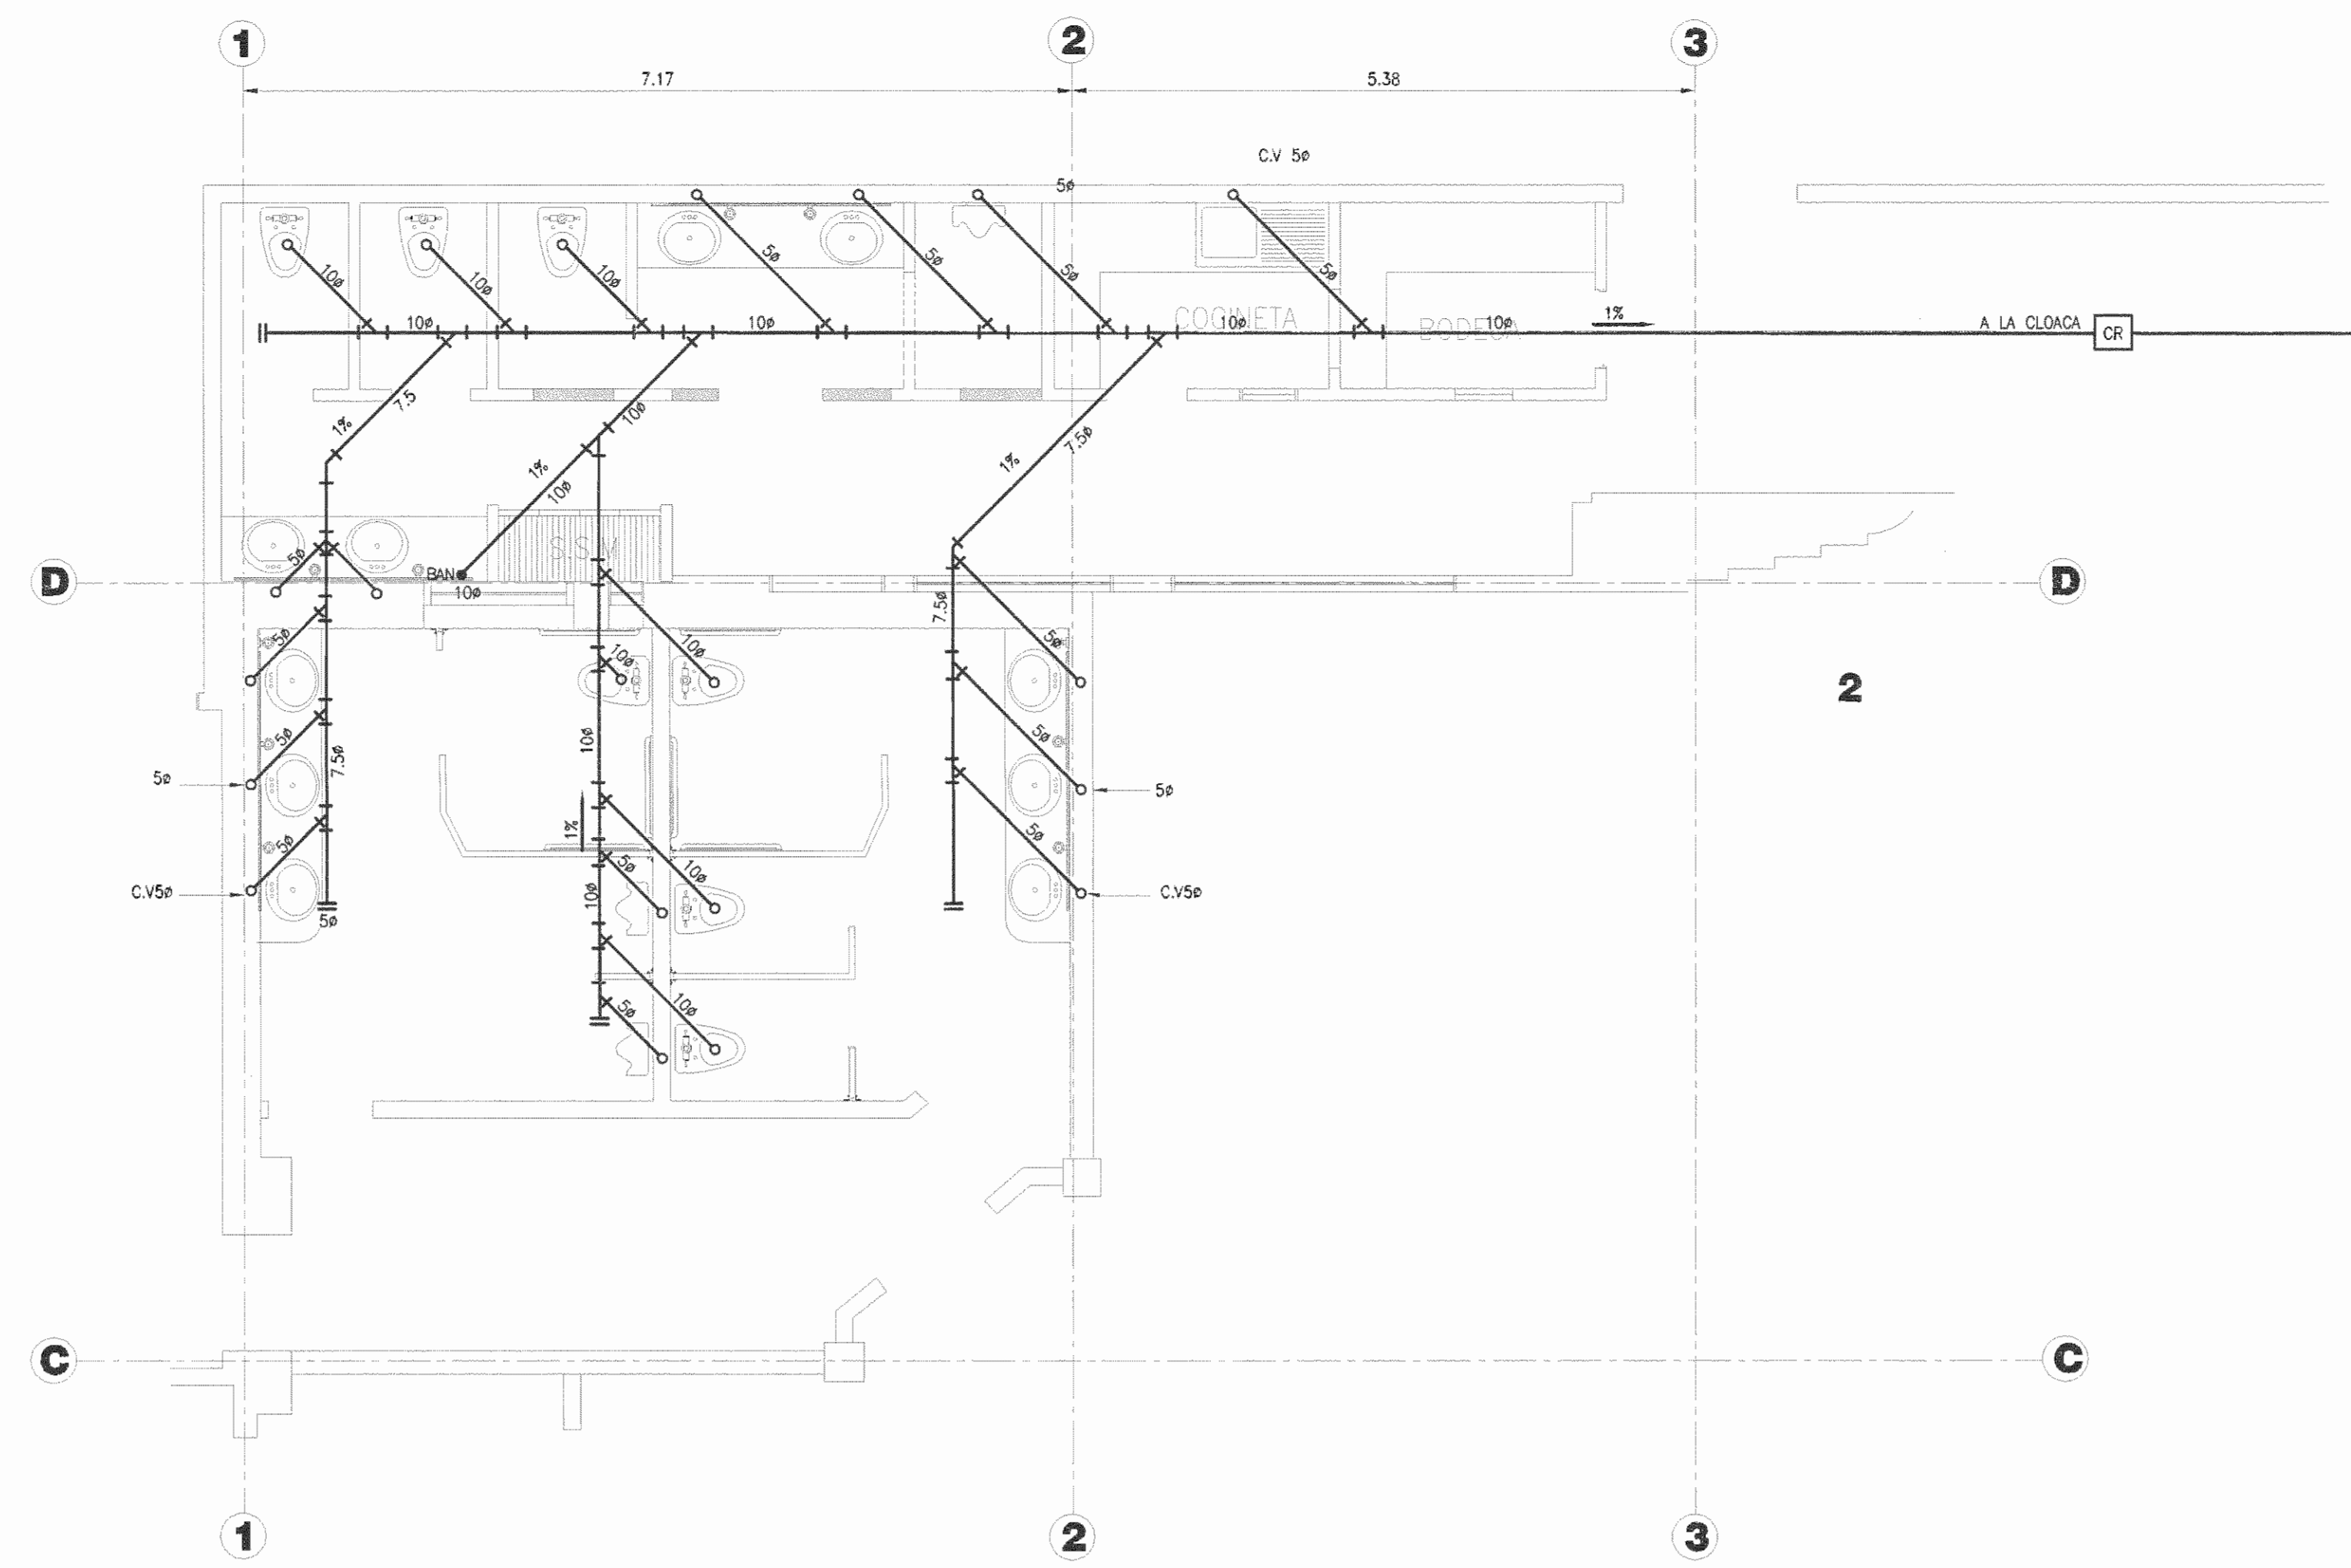 1 2 3
7.17 5.38
C.V 5ø
5ø
5ø 5ø 5ø 5ø
10ø 10ø 10ø
COCINETA
BODEGA
10ø 10ø 10ø 10ø 1% A LA CLOACA CR
7.5
10ø
1%
7.5ø
1%
1%
10ø
5ø
BAN
10ø
D D
7.5ø
5ø 10ø 10ø 5ø
2
5ø 10ø 5ø
7.5ø
5ø 5ø
1%
5ø 5ø
5ø 10ø
C.V5ø 10ø C.V5ø
5ø
5ø 10ø
C C
1 2 3